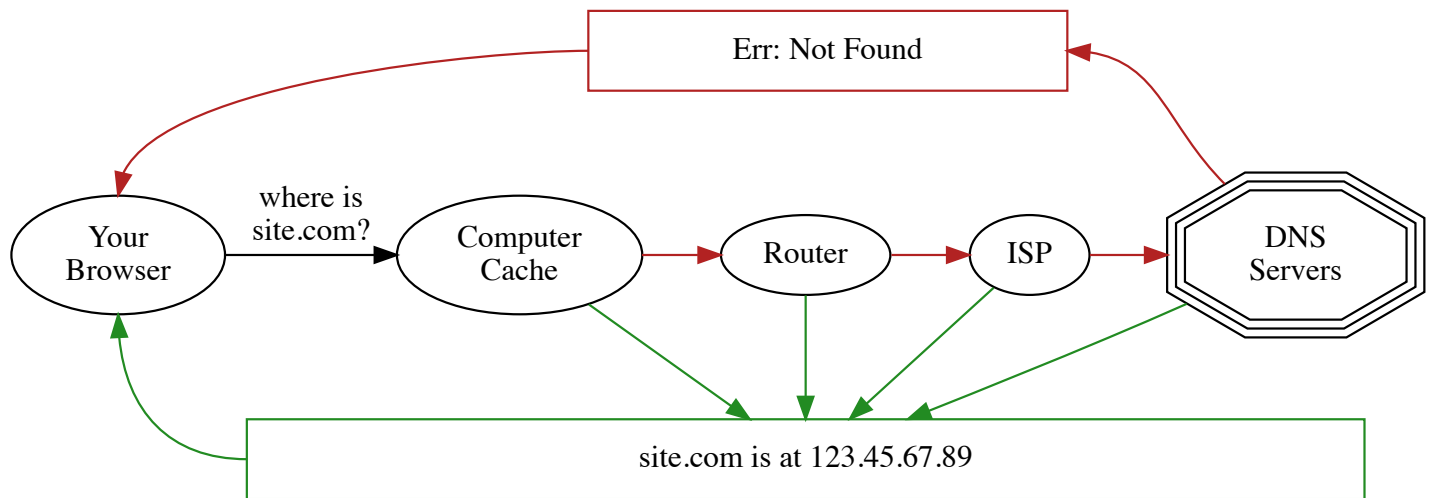 Err: Not Found
where is
site.com?
Your
Browser
Computer
Cache
Router
ISP
DNS
Servers
site.com is at 123.45.67.89